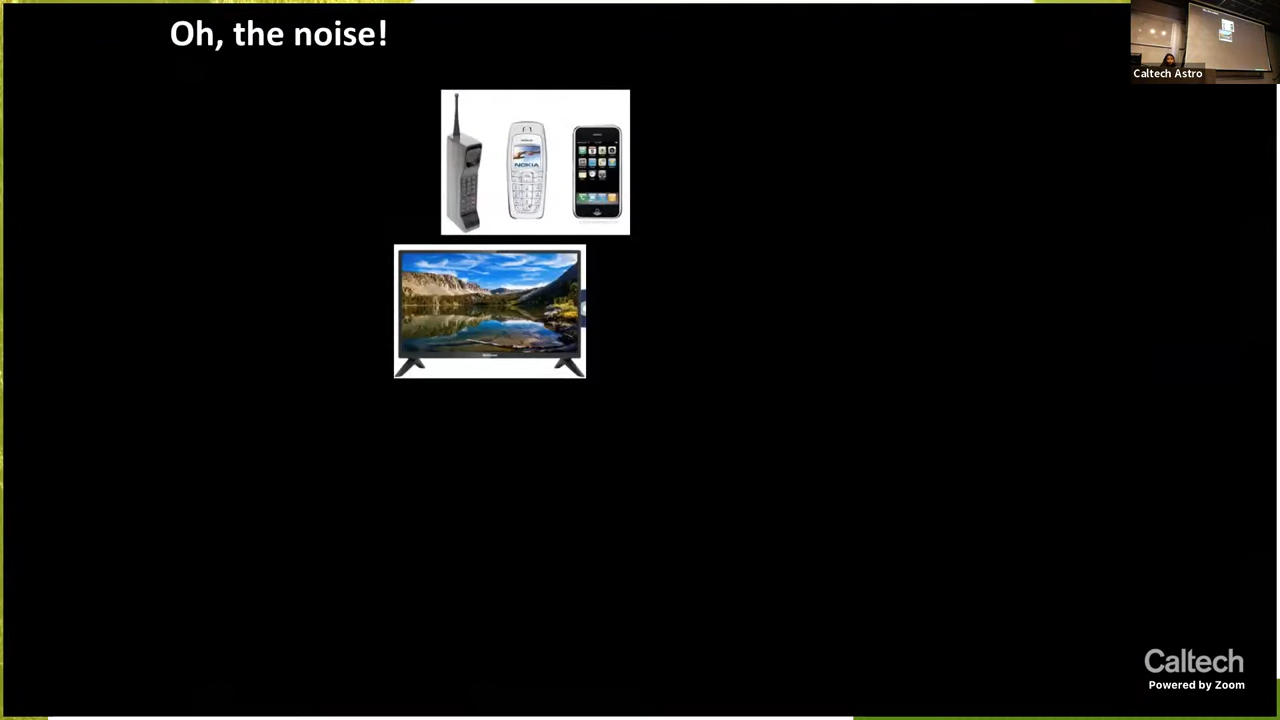 Oh, the noise!
Caltech Astro
NOKIA
Caltech
Powered by Zoom